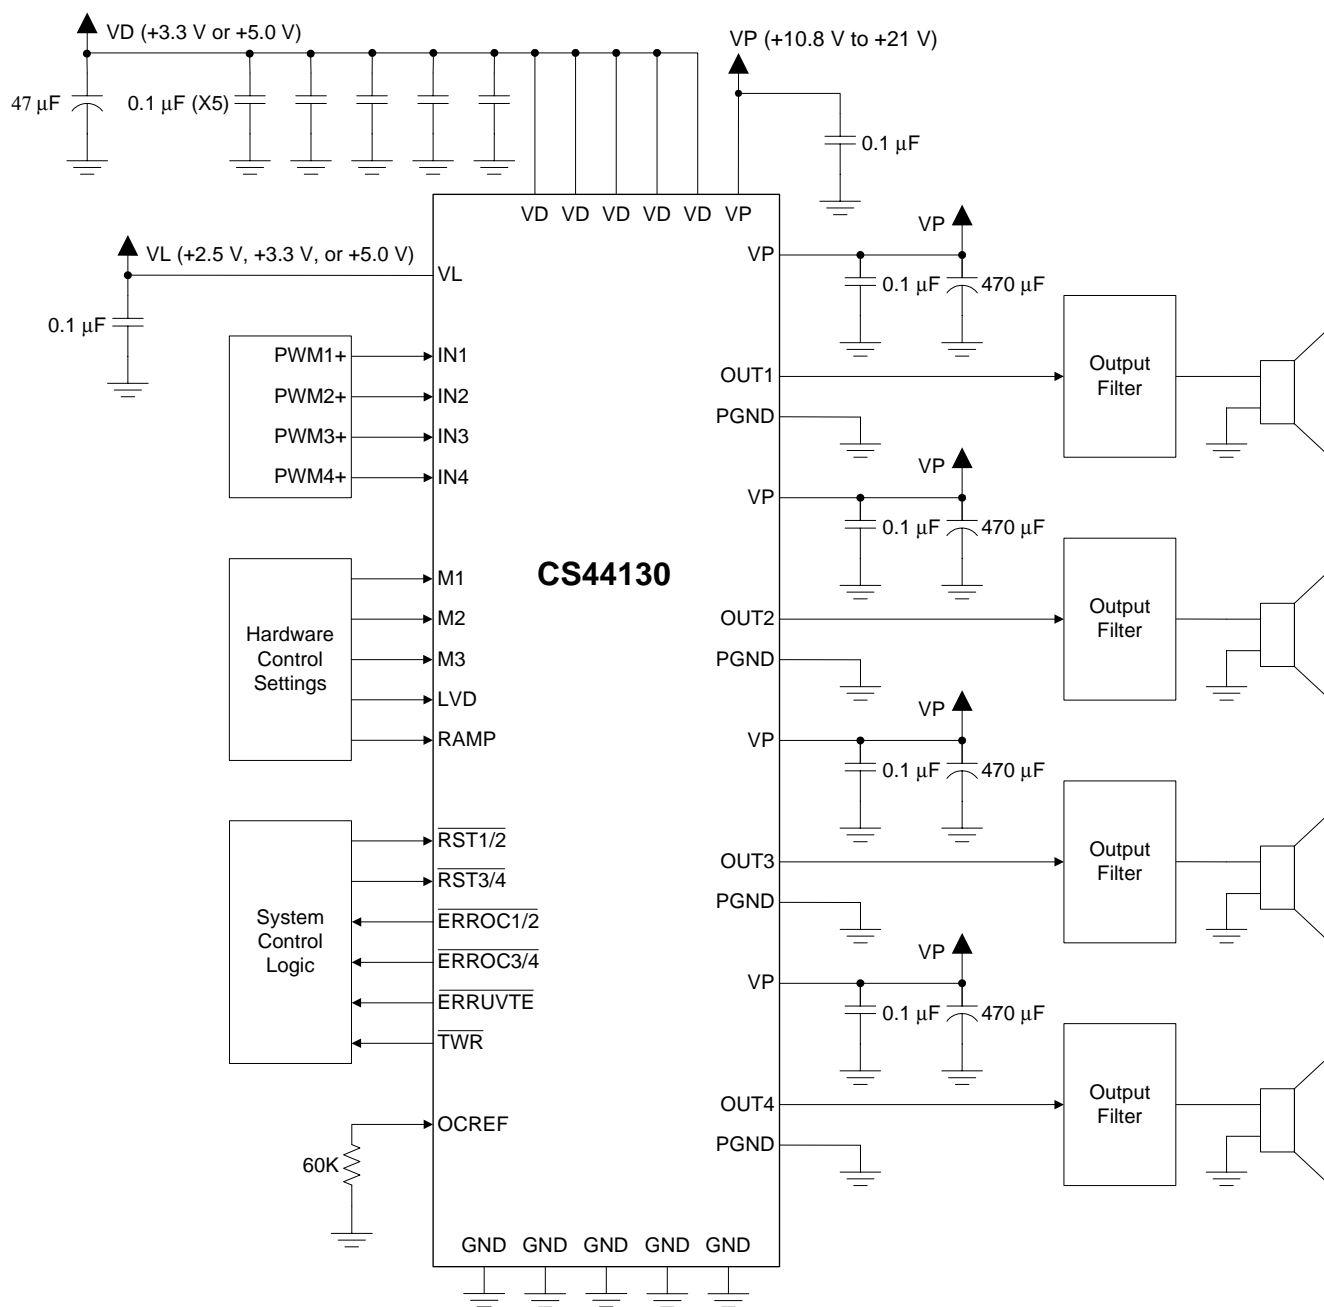 VD (+3.3 V or +5.0 V)
VP (+10.8 V to +21 V)
47 µF
0.1 µF (X5)
0.1 µF
VD VD VD VD VD VP
VL (+2.5 V, +3.3 V, or +5.0 V)
VL
0.1 µF
VP
VP
0.1 µF
470 µF
PWM1+
IN1
PWM2+
IN2
PWM3+
IN3
PWM4+
IN4
OUT1
Output
Filter
PGND
VP
VP
0.1 µF
470 µF
CS44130
Hardware
Control
Settings
M1
M2
M3
LVD
RAMP
OUT2
Output
Filter
PGND
VP
VP
0.1 µF
470 µF
System
Control
Logic
RST1/2
RST3/4
ERROC1/2
ERROC3/4
ERRUVTE
TWR
OUT3
Output
Filter
PGND
VP
VP
0.1 µF
470 µF
OCREF
60K
OUT4
Output
Filter
PGND
GND GND GND GND GND